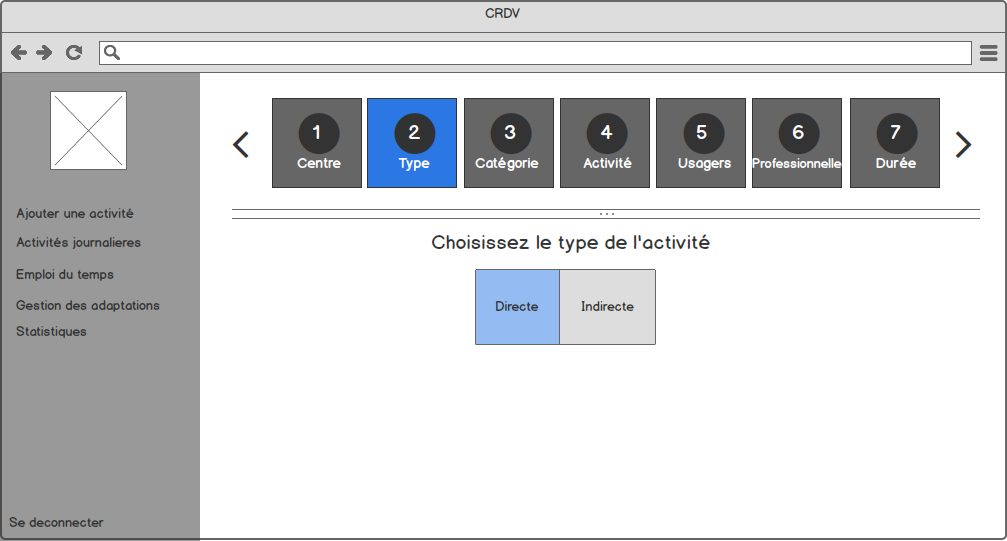 CRDV
1 2 3 4 5 6 7
Centre Type Catégorie Activité Usagers Professionnelle Durée
...
Choisissez le type de l'activité
Directe Indirecte
Ajouter une activité
Activités journalieres
Emploi du temps
Gestion des adaptations
Statistiques
Se deconnecter